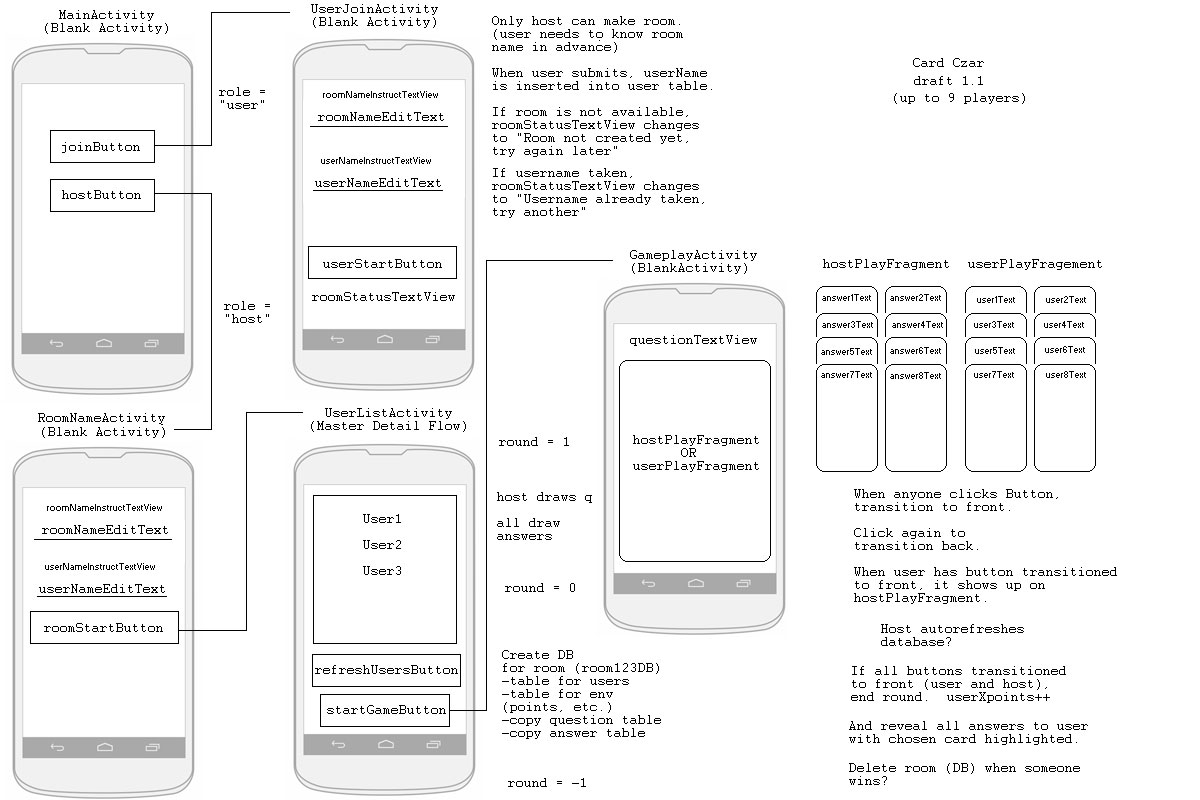 MainActivity
(Blank Activity)
joinButton
hostButton
role =
"user"
role =
"host"
UserJoinActivity
(Blank Activity)
roomNameInstructTextView
roomNameEditText
userNameInstructTextView
userNameEditText
userStartButton
roomStatusTextView
Only host can make room.
(user needs to know room
name in advance)
When user submits, userName
is inserted into user table.
If room is not available,
roomStatusTextView changes
to "Room not created yet,
try again later"
If username taken,
roomStatusTextView changes
to "Username already taken,
try another"
Card Czar
draft 1.1
(up to 9 players)
RoomNameActivity
(Blank Activity)
roomNameInstructTextView
roomNameEditText
userNameInstructTextView
userNameEditText
roomStartButton
UserListActivity
(Master Detail Flow)
User1
User2
User3
refreshUsersButton
startGameButton
round = 1
host draws q
all draw
answers
round = 0
Create DB
for room (room123DB)
-table for users
-table for env
(points, etc.)
-copy question table
-copy answer table
round = -1
GameplayActivity
(BlankActivity)
questionTextView
hostPlayFragment
OR
userPlayFragment
hostPlayFragment
answer1Text answer2Text
answer3Text answer4Text
answer5Text answer6Text
answer7Text answer8Text
userPlayFragement
user1Text user2Text
user3Text user4Text
user5Text user6Text
user7Text user8Text
When anyone clicks Button,
transition to front.
Click again to
transition back.
When user has button transitioned
to front, it shows up on
hostPlayFragment.
Host autorefreshes
database?
If all buttons transitioned
to front (user and host),
end round. userXpoints++
And reveal all answers to user
with chosen card highlighted.
Delete room (DB) when someone
wins?